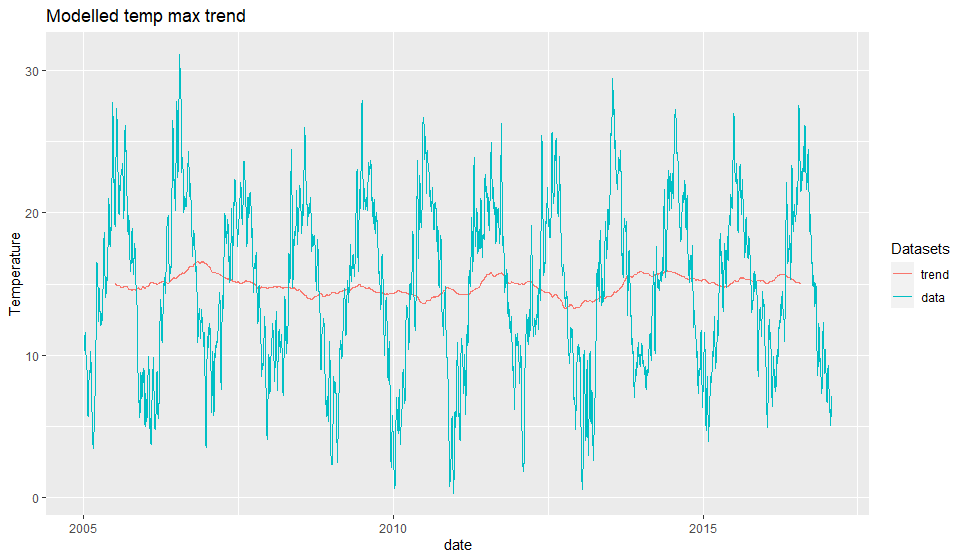 Modelled temp max trend
Temperature
30
20
10
0
2005
2010
2015
date
Datasets
trend
data